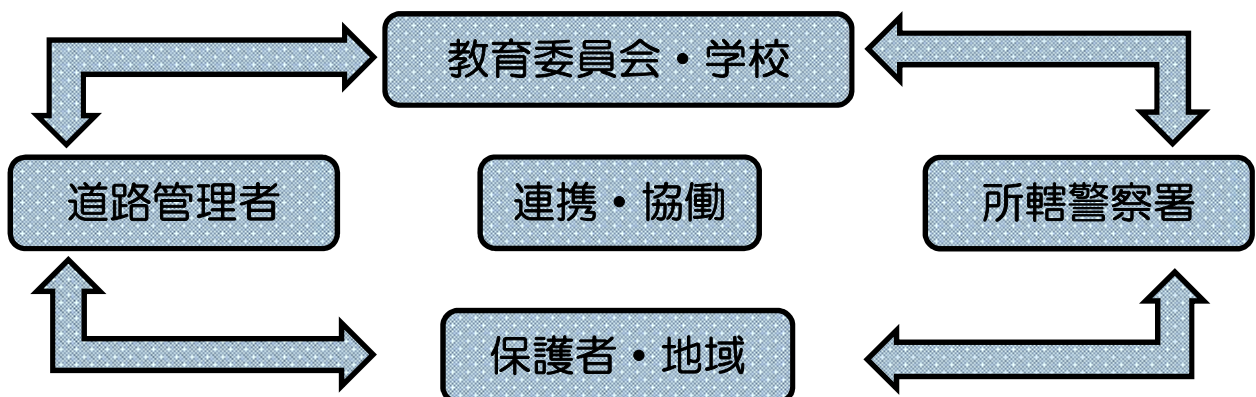 教育委員会・学校
道路管理者
連携・協働
所轄警察署
保護者・地域